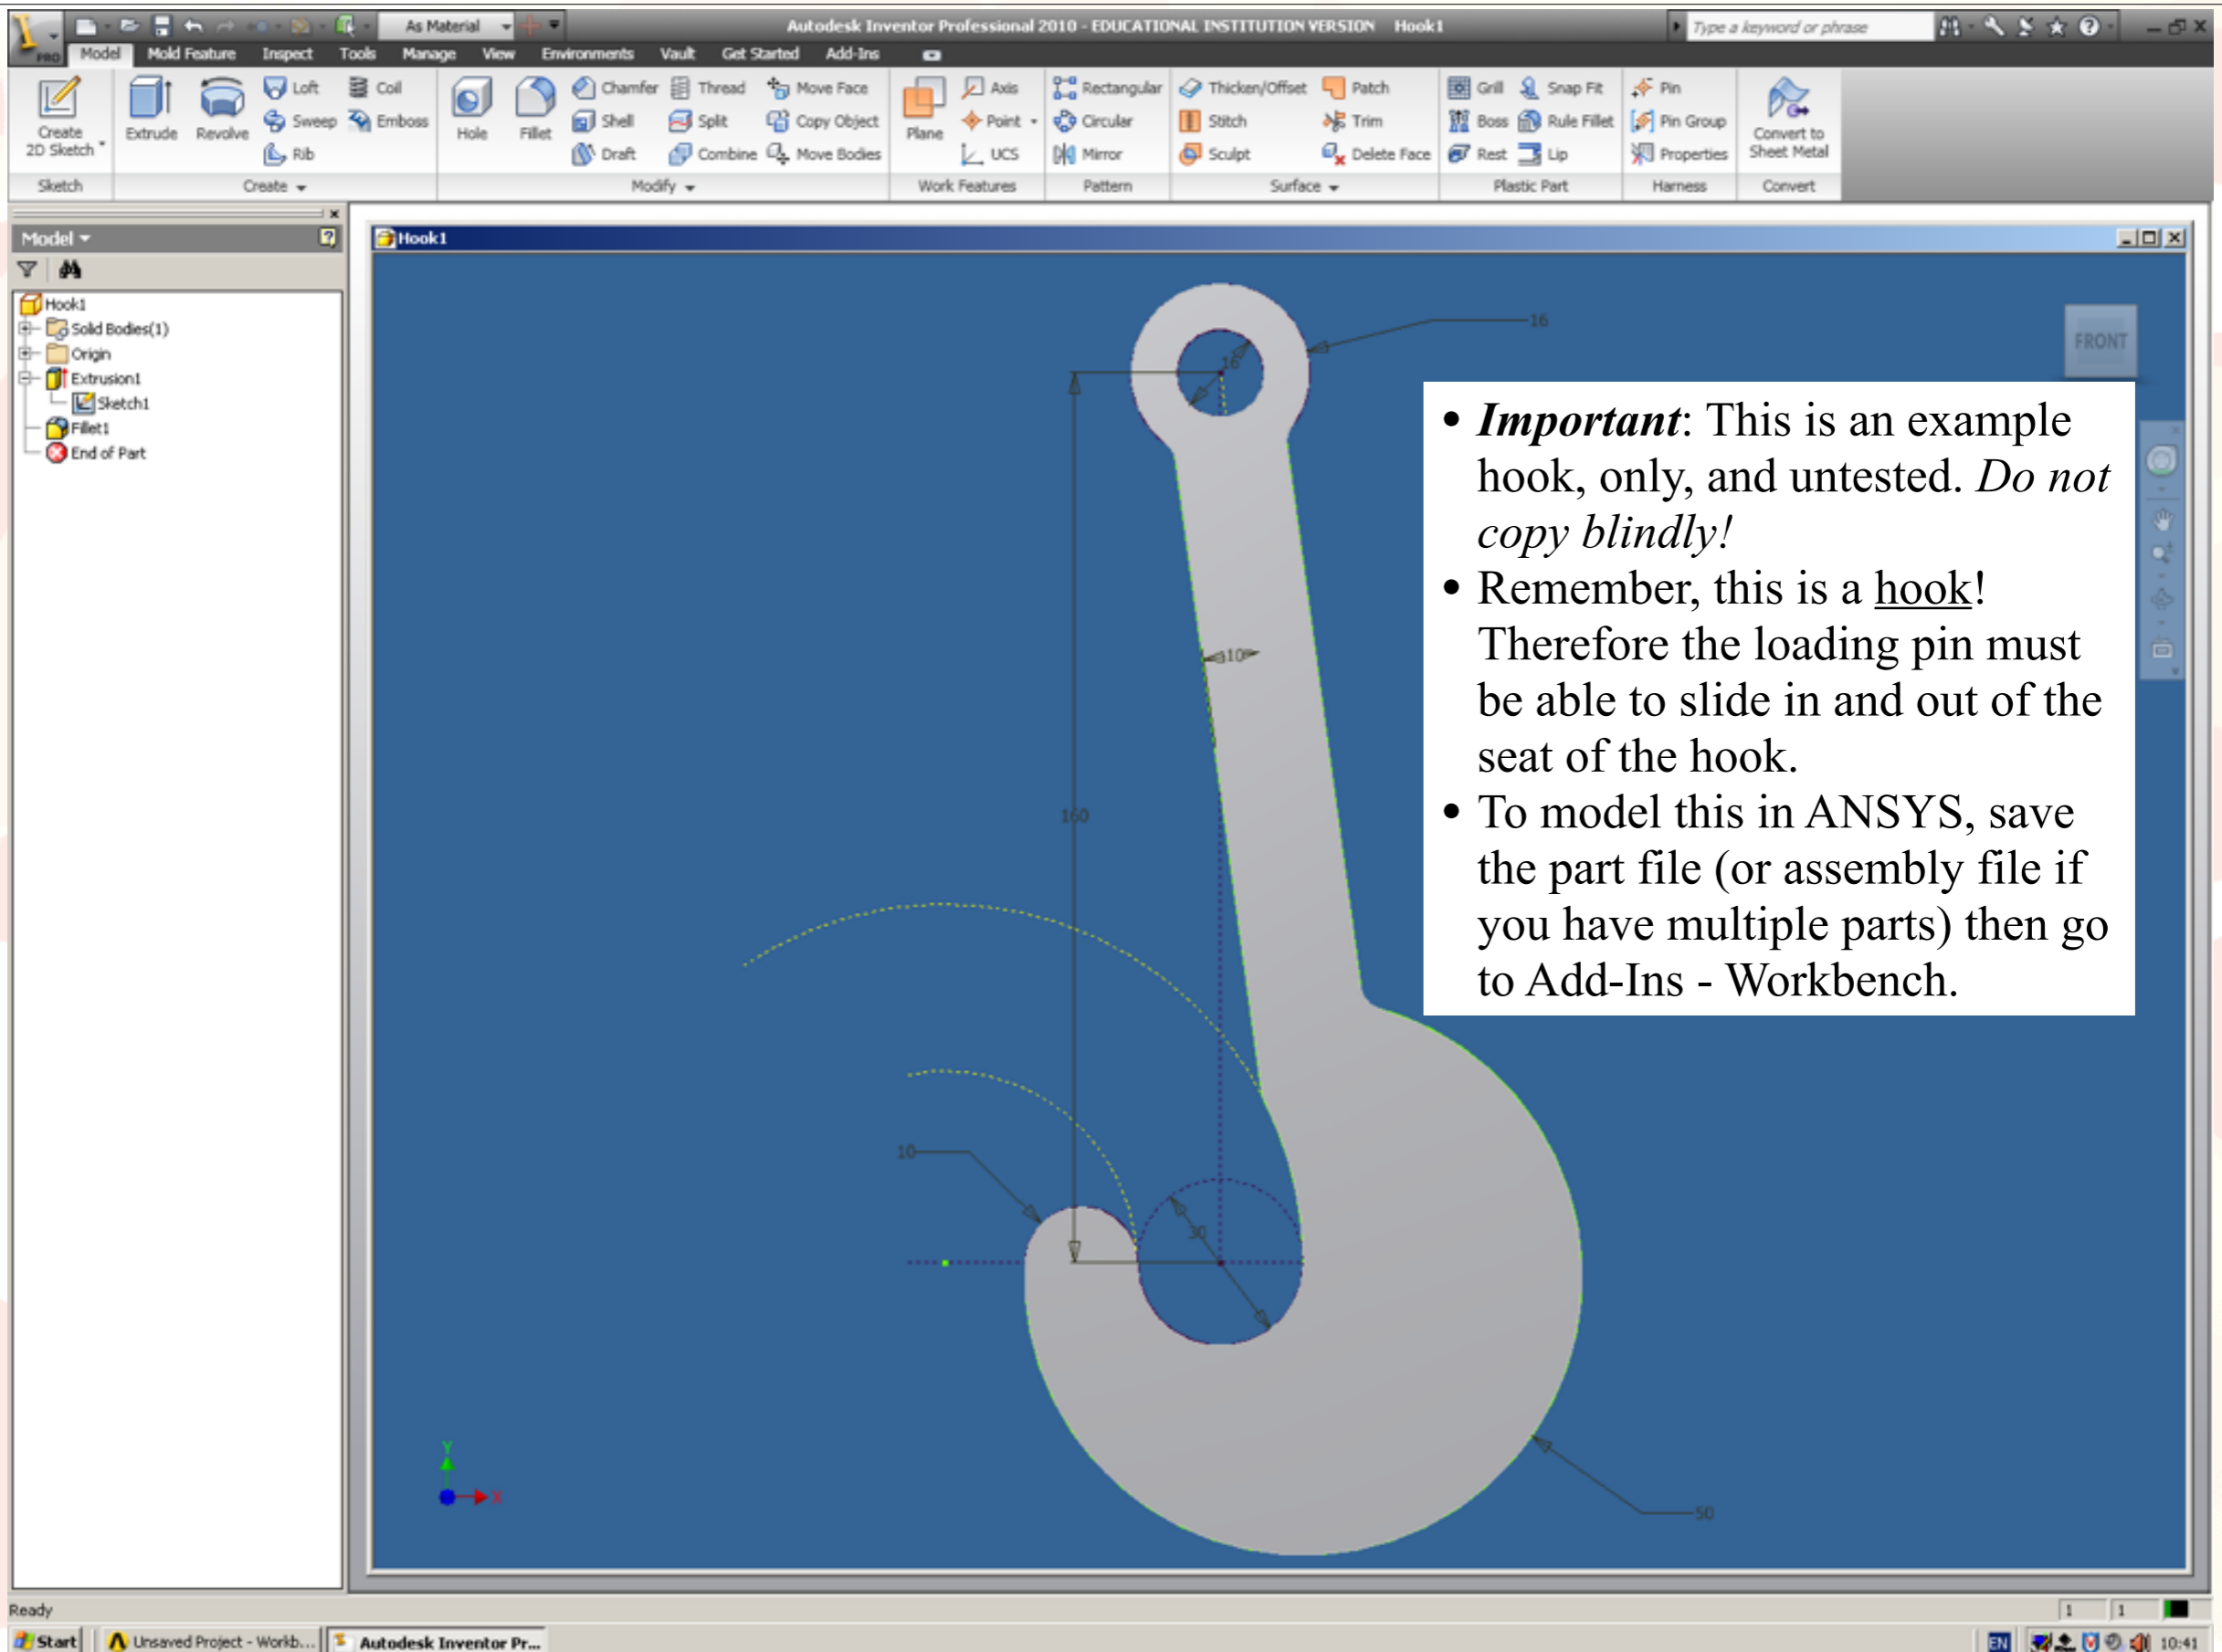 As Material
Autodesk Inventor Professional 2010 - EDUCATIONAL INSTITUTION VERSION Hook1
Type a keyword or phrase
PRO Model Mold Feature Inspect Tools Manage View Environments Vault Get Started Add-Ins
Loft Coil Chamfer Thread Move Face Axis Rectangular Thicken/Offset Patch Grill Snap Fit Pin
Create 2D Sketch Extrude Revolve Sweep Emboss Hole Fillet Shell Split Copy Object Plane Point Circular Stitch Trim Boss Rule Fillet Pin Group Convert to Sheet Metal
Rib Draft Combine Move Bodies UCS Mirror Sculpt Delete Face Rest Lip Properties
Sketch Create Modify Work Features Pattern Surface Plastic Part Harness Convert
Model
Hook1
Solid Bodies(1)
Origin
Extrusion1
Sketch1
Fillet1
End of Part
Hook1
16
16
FRONT
10
160
10
30
50
Y
X
• Important: This is an example
hook, only, and untested. Do not
copy blindly!
• Remember, this is a hook!
Therefore the loading pin must
be able to slide in and out of the
seat of the hook.
• To model this in ANSYS, save
the part file (or assembly file if
you have multiple parts) then go
to Add-Ins - Workbench.
Ready
1 1
Start Unsaved Project - Workb... Autodesk Inventor Pr... EN 10:41